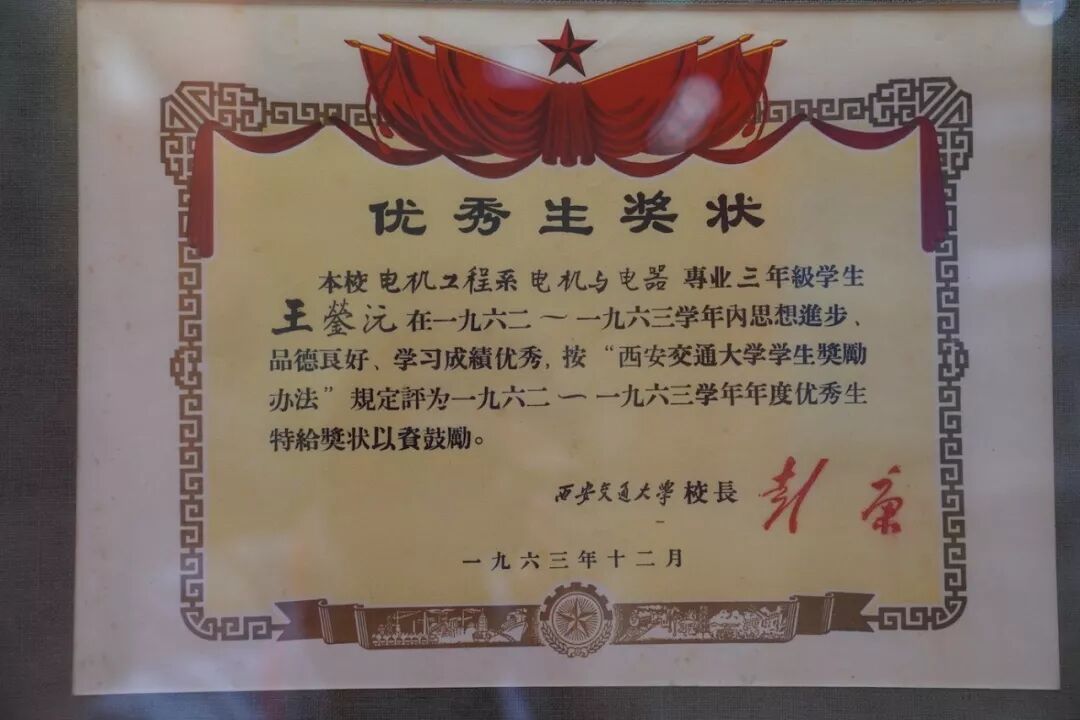 优秀生奖状
本校电机工程系电机与电器專业三年級学生
王蓥沅在一九六二～一九六三学年內思想進步、
品德良好、学习成績优秀，按“西安交通大学学生獎勵
办法”規定評为一九六二～一九六三学年年度优秀生
特給獎状以資鼓勵。
西安交通大学校長 彭康
一九六三年十二月